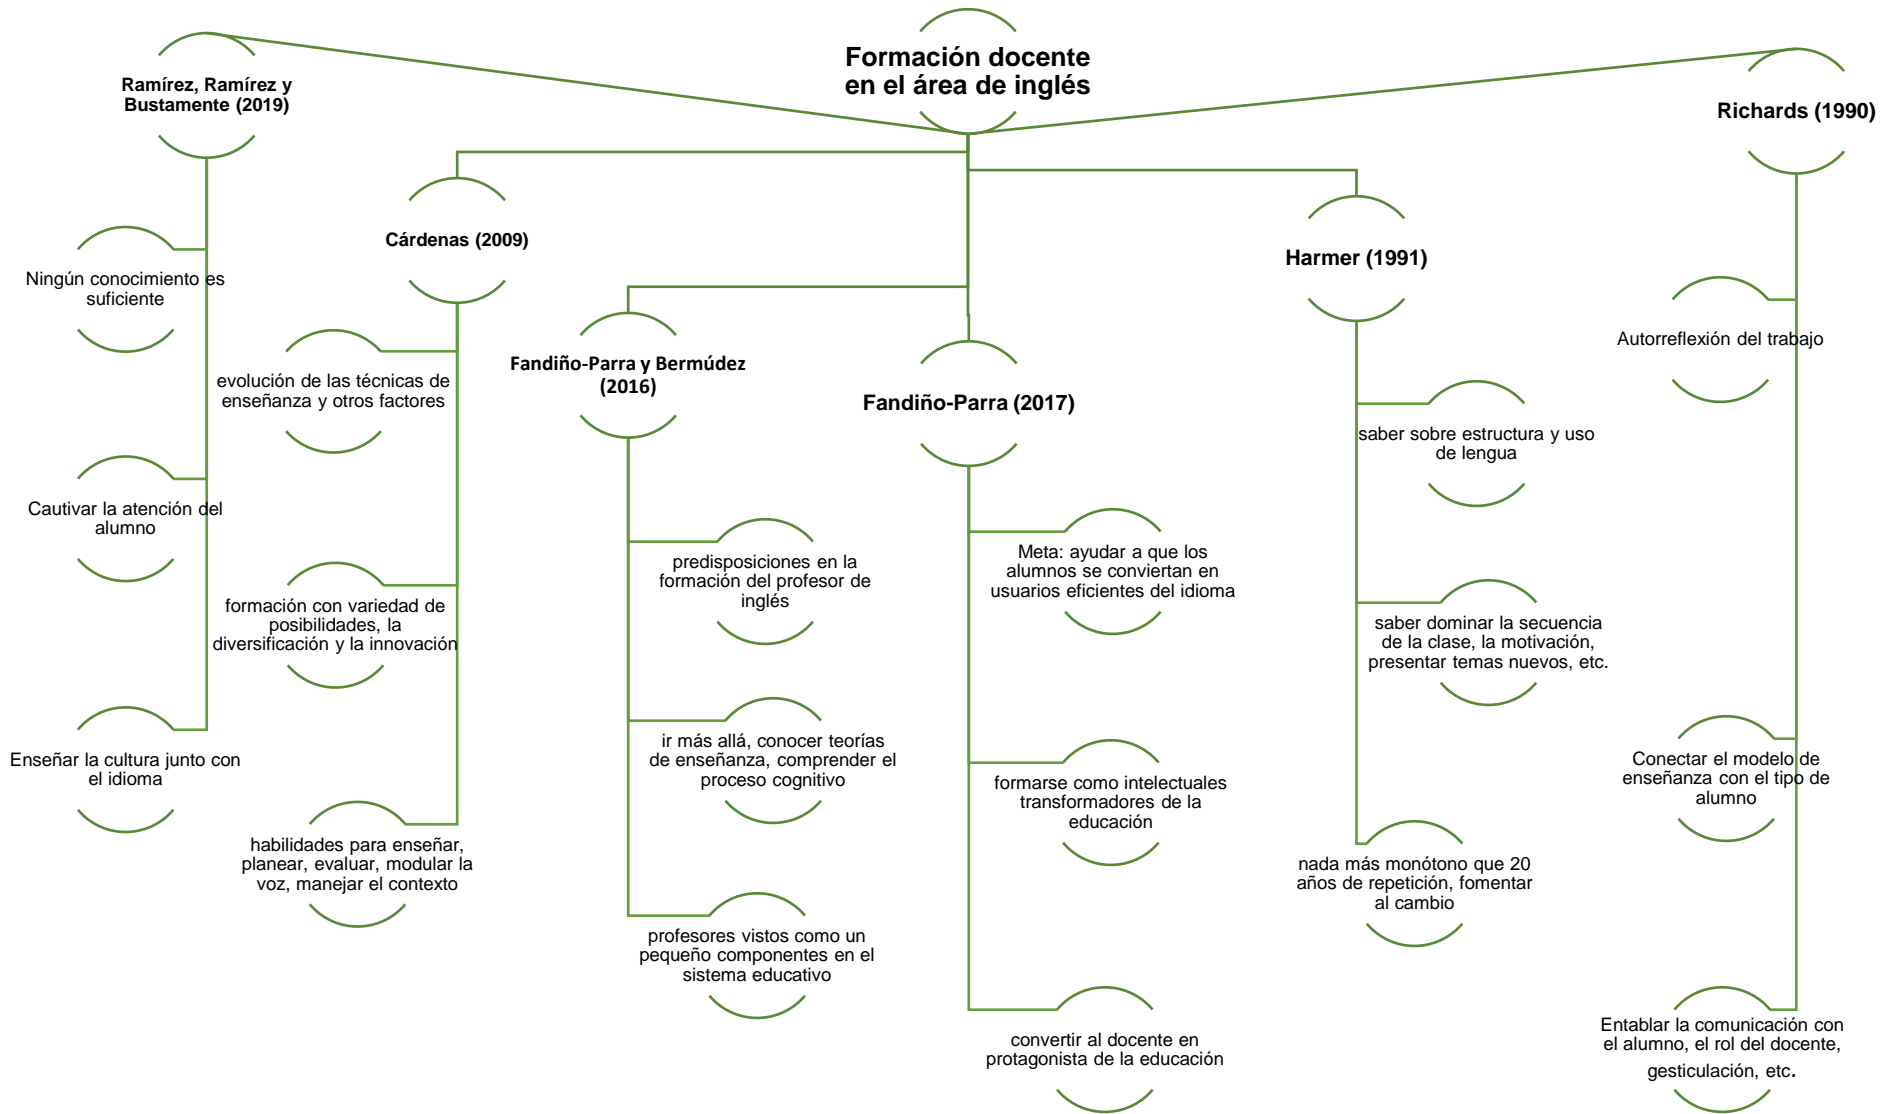 Formación docente
en el área de inglés
Ramírez, Ramírez y
Bustamente (2019)
Ningún conocimiento es
suficiente
Cautivar la atención del
alumno
Enseñar la cultura junto con
el idioma
Cárdenas (2009)
evolución de las técnicas de
enseñanza y otros factores
formación con variedad de
posibilidades, la
diversificación y la innovación
habilidades para enseñar,
planear, evaluar, modular la
voz, manejar el contexto
Fandiño-Parra y Bermúdez
(2016)
predisposiciones en la
formación del profesor de
inglés
ir más allá, conocer teorías
de enseñanza, comprender el
proceso cognitivo
profesores vistos como un
pequeño componentes en el
sistema educativo
Fandiño-Parra (2017)
Meta: ayudar a que los
alumnos se conviertan en
usuarios eficientes del idioma
formarse como intelectuales
transformadores de la
educación
convertir al docente en
protagonista de la educación
Harmer (1991)
saber sobre estructura y uso
de lengua
saber dominar la secuencia
de la clase, la motivación,
presentar temas nuevos, etc.
nada más monótono que 20
años de repetición, fomentar
al cambio
Richards (1990)
Autorreflexión del trabajo
Conectar el modelo de
enseñanza con el tipo de
alumno
Entablar la comunicación con
el alumno, el rol del docente,
gesticulación, etc.